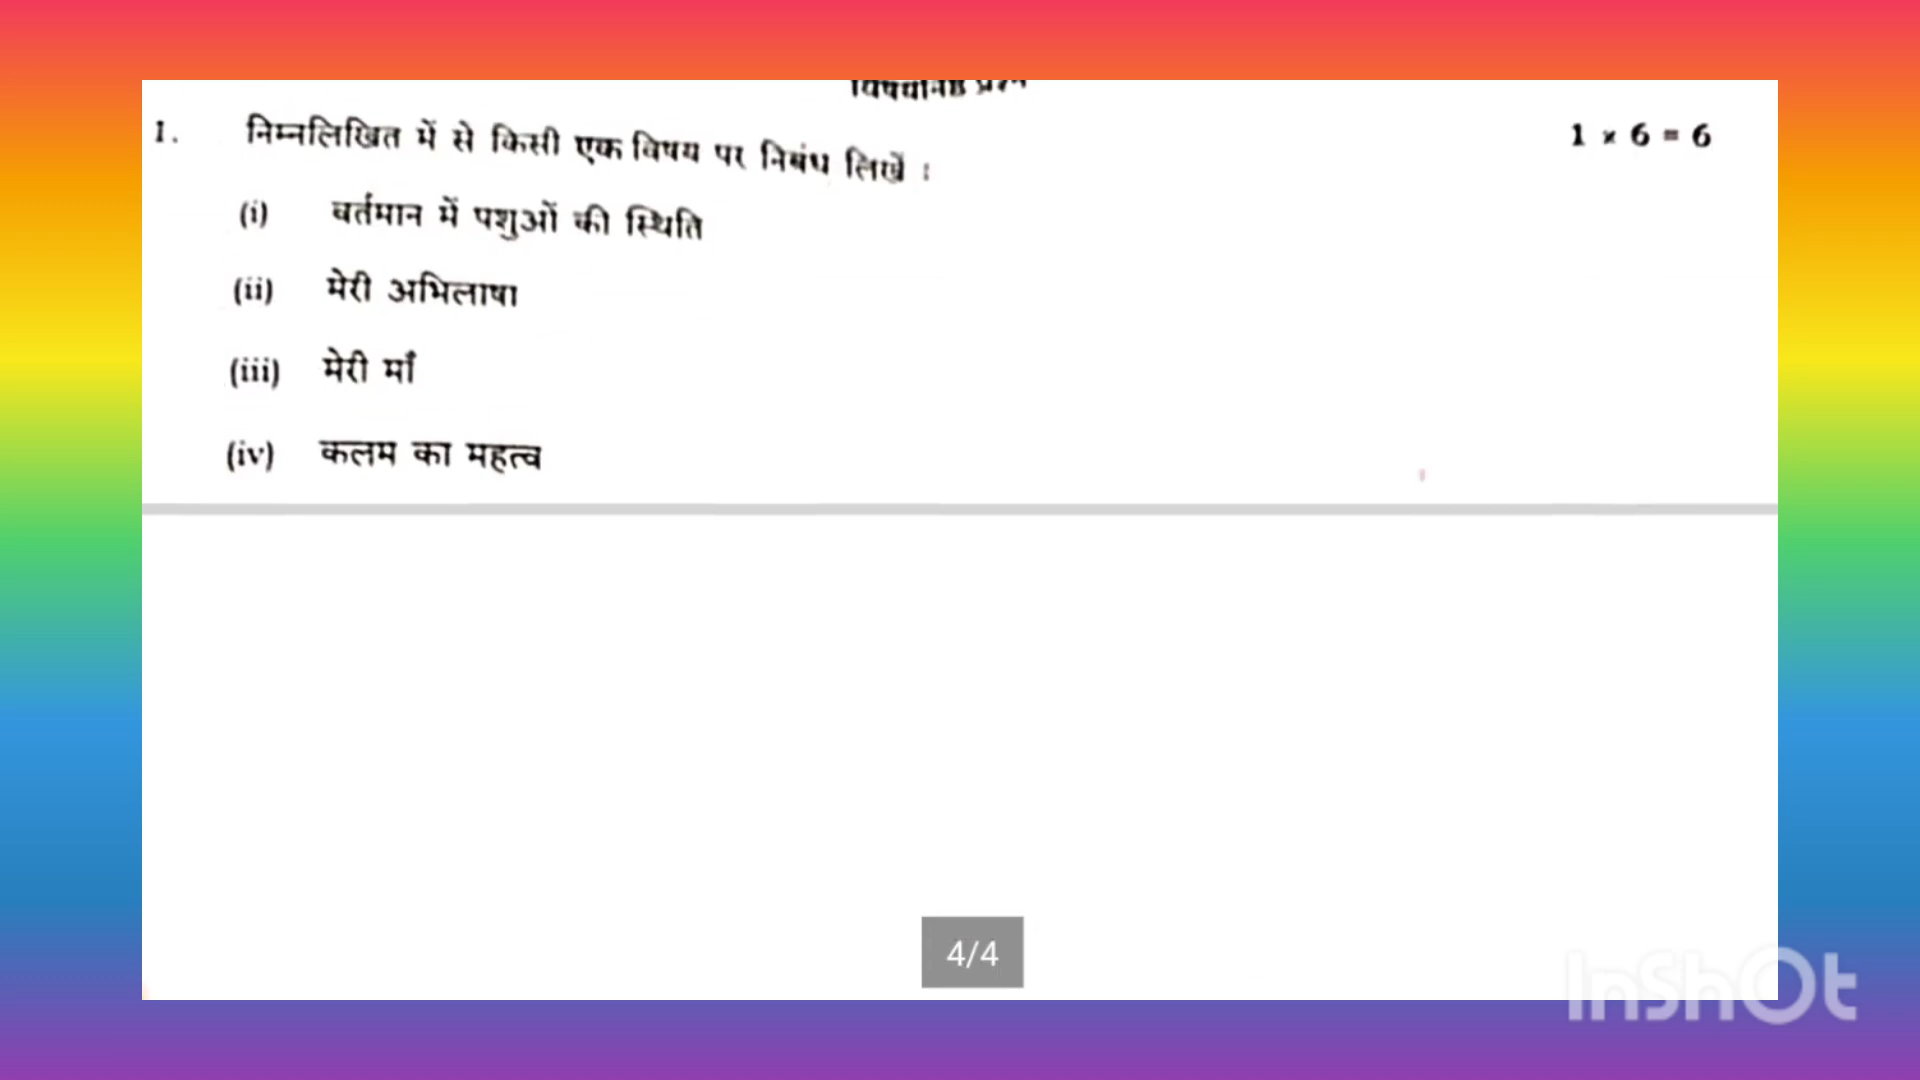 1. निम्नलिखित में से किसी एक विषय पर निबंध लिखें : 1 × 6 = 6
(i) वर्तमान में पशुओं की स्थिति
(ii) मेरी अभिलाषा
(iii) मेरी माँ
(iv) कलम का महत्व
4/4
InShOt